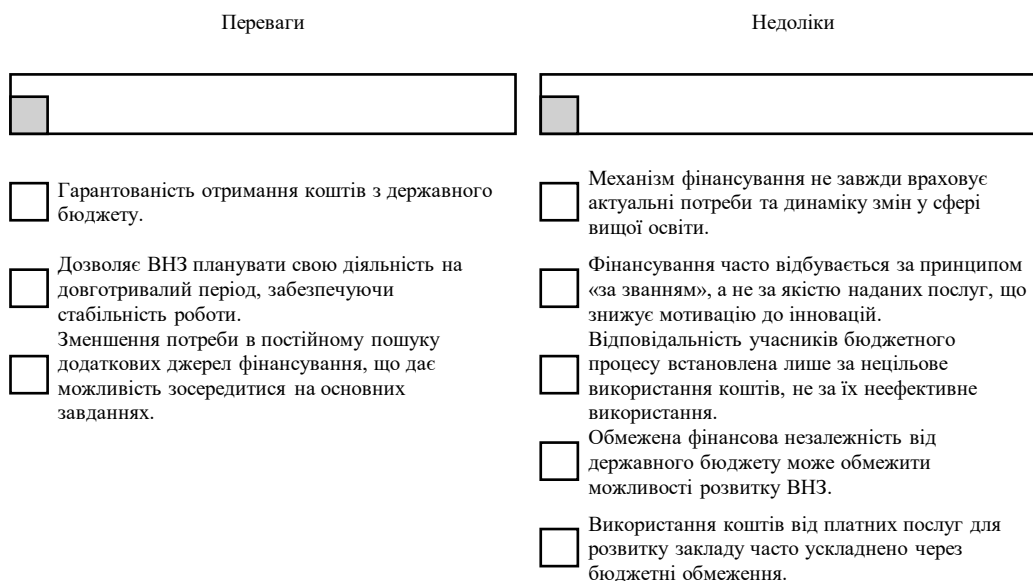 Переваги
Недоліки
Гарантованість отримання коштів з державного
бюджету.
Дозволяє ВНЗ планувати свою діяльність на
довготривалий період, забезпечуючи
стабільність роботи.
Зменшення потреби в постійному пошуку
додаткових джерел фінансування, що дає
можливість зосередитися на основних
завданнях.
Механізм фінансування не завжди враховує
актуальні потреби та динаміку змін у сфері
вищої освіти.
Фінансування часто відбувається за принципом
«за званням», а не за якістю наданих послуг, що
знижує мотивацію до інновацій.
Відповідальність учасників бюджетного
процесу встановлена лише за нецільове
використання коштів, не за їх неефективне
використання.
Обмежена фінансова незалежність від
державного бюджету може обмежити
можливості розвитку ВНЗ.
Використання коштів від платних послуг для
розвитку закладу часто ускладнено через
бюджетні обмеження.